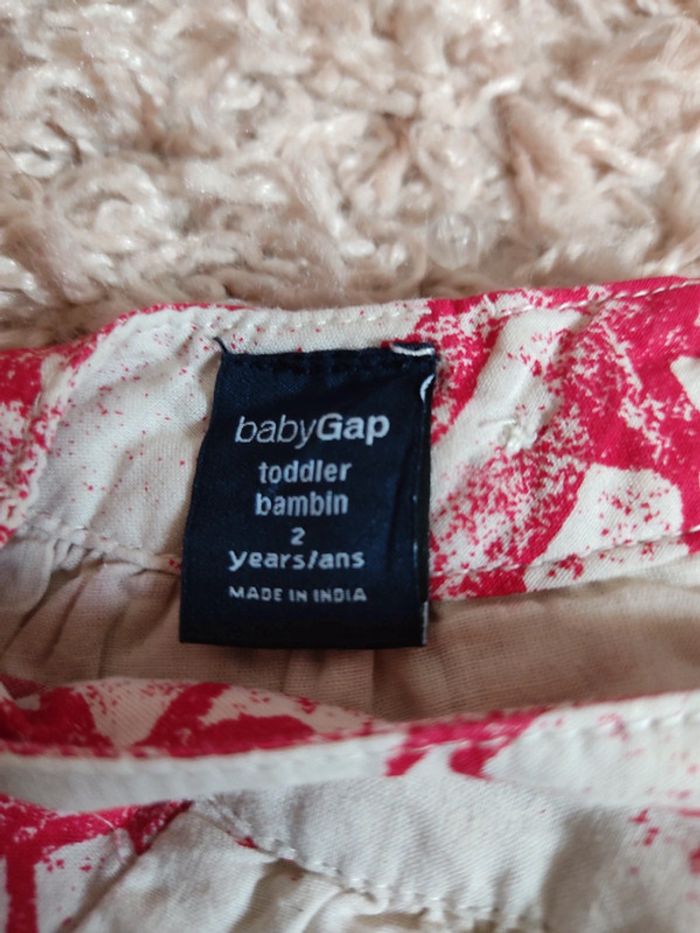 babyGap
toddler
bambin
2
years/ans
MADE IN INDIA